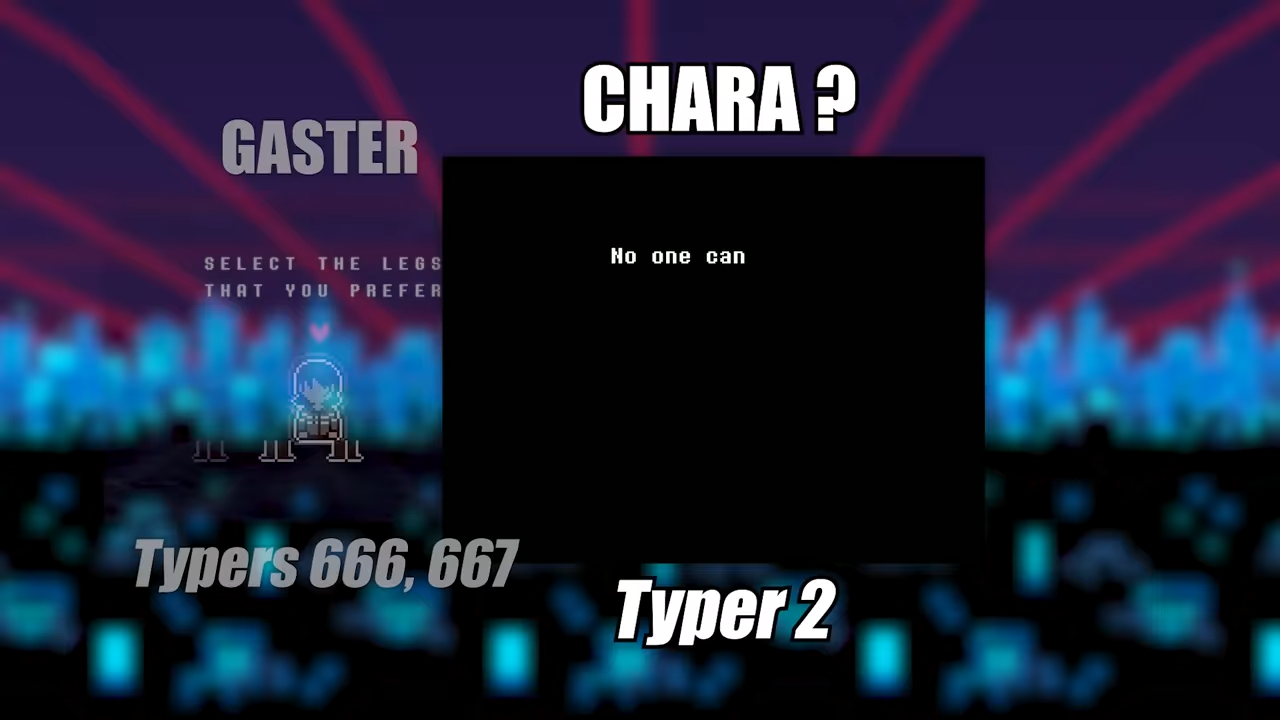 GASTER
SELECT THE LEGS
THAT YOU PREFER
Typers 666, 667
CHARA ?
No one can
Typer 2